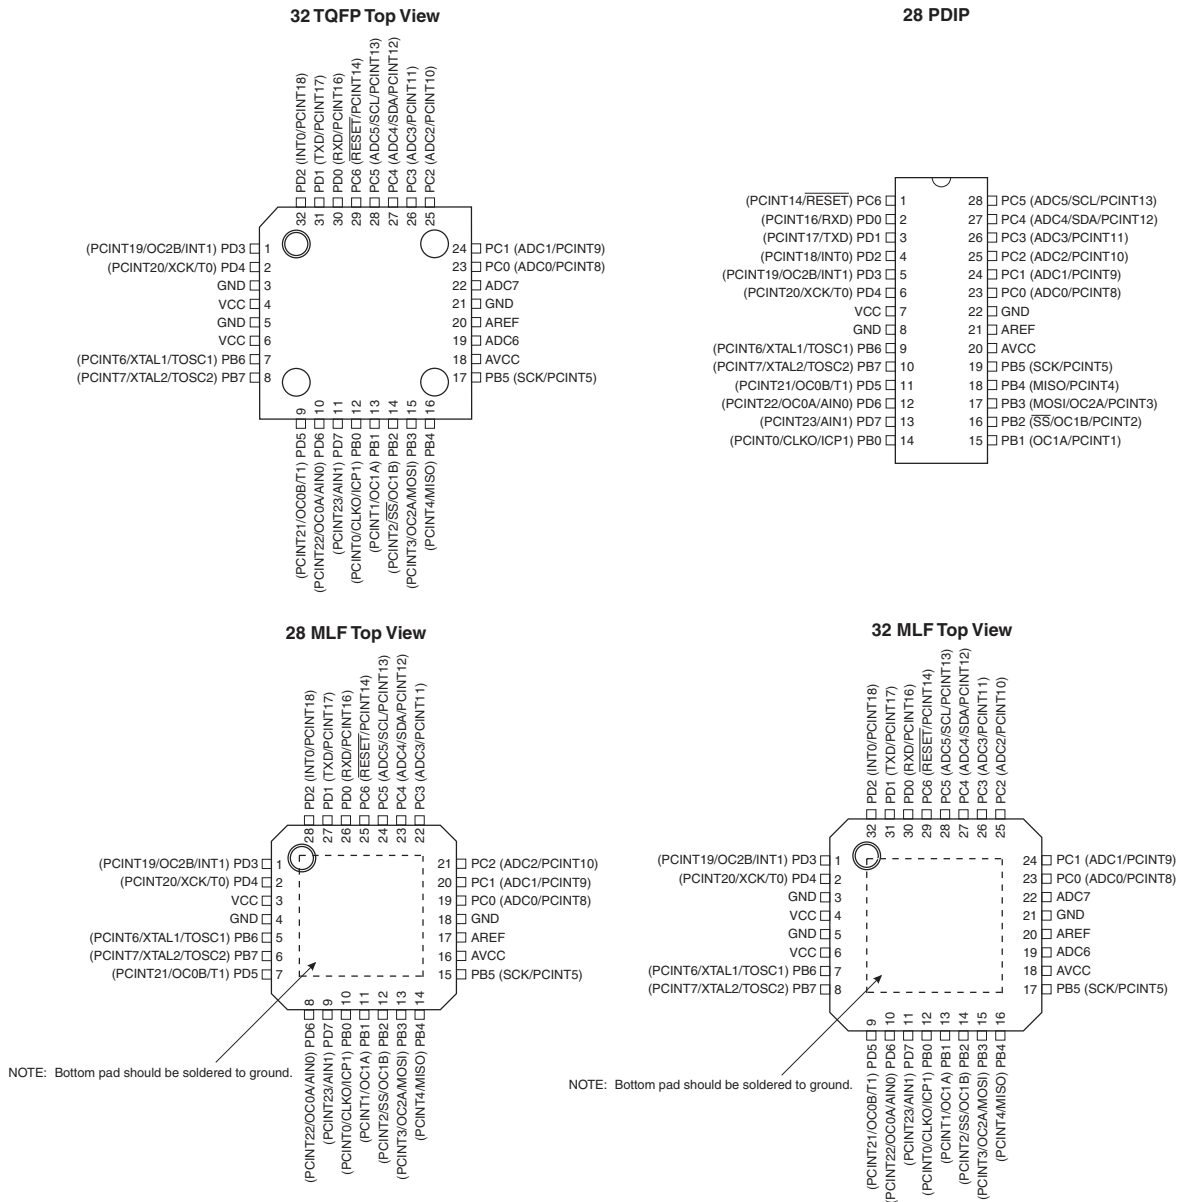 32 TQFP Top View
PD2 (INT0/PCINT18)
PD1 (TXD/PCINT17)
PD0 (RXD/PCINT16)
PC6 (RESET/PCINT14)
PC5 (ADC5/SCL/PCINT13)
PC4 (ADC4/SDA/PCINT12)
PC3 (ADC3/PCINT11)
PC2 (ADC2/PCINT10)
32 31 30 29 28 27 26 25
(PCINT19/OC2B/INT1) PD3 1
(PCINT20/XCK/T0) PD4 2
GND 3
VCC 4
GND 5
VCC 6
(PCINT6/XTAL1/TOSC1) PB6 7
(PCINT7/XTAL2/TOSC2) PB7 8
24 PC1 (ADC1/PCINT9)
23 PC0 (ADC0/PCINT8)
22 ADC7
21 GND
20 AREF
19 ADC6
18 AVCC
17 PB5 (SCK/PCINT5)
9 10 11 12 13 14 15 16
(PCINT21/OC0B/T1) PD5
(PCINT22/OC0A/AIN0) PD6
(PCINT23/AIN1) PD7
(PCINT0/CLKO/ICP1) PB0
(PCINT1/OC1A) PB1
(PCINT2/SS/OC1B) PB2
(PCINT3/OC2A/MOSI) PB3
(PCINT4/MISO) PB4
28 PDIP
(PCINT14/RESET) PC6 1
(PCINT16/RXD) PD0 2
(PCINT17/TXD) PD1 3
(PCINT18/INT0) PD2 4
(PCINT19/OC2B/INT1) PD3 5
(PCINT20/XCK/T0) PD4 6
VCC 7
GND 8
(PCINT6/XTAL1/TOSC1) PB6 9
(PCINT7/XTAL2/TOSC2) PB7 10
(PCINT21/OC0B/T1) PD5 11
(PCINT22/OC0A/AIN0) PD6 12
(PCINT23/AIN1) PD7 13
(PCINT0/CLKO/ICP1) PB0 14
28 PC5 (ADC5/SCL/PCINT13)
27 PC4 (ADC4/SDA/PCINT12)
26 PC3 (ADC3/PCINT11)
25 PC2 (ADC2/PCINT10)
24 PC1 (ADC1/PCINT9)
23 PC0 (ADC0/PCINT8)
22 GND
21 AREF
20 AVCC
19 PB5 (SCK/PCINT5)
18 PB4 (MISO/PCINT4)
17 PB3 (MOSI/OC2A/PCINT3)
16 PB2 (SS/OC1B/PCINT2)
15 PB1 (OC1A/PCINT1)
28 MLF Top View
PD2 (INT0/PCINT18)
PD1 (TXD/PCINT17)
PD0 (RXD/PCINT16)
PC6 (RESET/PCINT14)
PC5 (ADC5/SCL/PCINT13)
PC4 (ADC4/SDA/PCINT12)
PC3 (ADC3/PCINT11)
28 27 26 25 24 23 22
(PCINT19/OC2B/INT1) PD3 1
(PCINT20/XCK/T0) PD4 2
VCC 3
GND 4
(PCINT6/XTAL1/TOSC1) PB6 5
(PCINT7/XTAL2/TOSC2) PB7 6
(PCINT21/OC0B/T1) PD5 7
21 PC2 (ADC2/PCINT10)
20 PC1 (ADC1/PCINT9)
19 PC0 (ADC0/PCINT8)
18 GND
17 AREF
16 AVCC
15 PB5 (SCK/PCINT5)
8 9 10 11 12 13 14
(PCINT22/OC0A/AIN0) PD6
(PCINT23/AIN1) PD7
(PCINT0/CLKO/ICP1) PB0
(PCINT1/OC1A) PB1
(PCINT2/SS/OC1B) PB2
(PCINT3/OC2A/MOSI) PB3
(PCINT4/MISO) PB4
NOTE: Bottom pad should be soldered to ground.
32 MLF Top View
PD2 (INT0/PCINT18)
PD1 (TXD/PCINT17)
PD0 (RXD/PCINT16)
PC6 (RESET/PCINT14)
PC5 (ADC5/SCL/PCINT13)
PC4 (ADC4/SDA/PCINT12)
PC3 (ADC3/PCINT11)
PC2 (ADC2/PCINT10)
32 31 30 29 28 27 26 25
(PCINT19/OC2B/INT1) PD3 1
(PCINT20/XCK/T0) PD4 2
GND 3
VCC 4
GND 5
VCC 6
(PCINT6/XTAL1/TOSC1) PB6 7
(PCINT7/XTAL2/TOSC2) PB7 8
24 PC1 (ADC1/PCINT9)
23 PC0 (ADC0/PCINT8)
22 ADC7
21 GND
20 AREF
19 ADC6
18 AVCC
17 PB5 (SCK/PCINT5)
9 10 11 12 13 14 15 16
(PCINT21/OC0B/T1) PD5
(PCINT22/OC0A/AIN0) PD6
(PCINT23/AIN1) PD7
(PCINT0/CLKO/ICP1) PB0
(PCINT1/OC1A) PB1
(PCINT2/SS/OC1B) PB2
(PCINT3/OC2A/MOSI) PB3
(PCINT4/MISO) PB4
NOTE: Bottom pad should be soldered to ground.